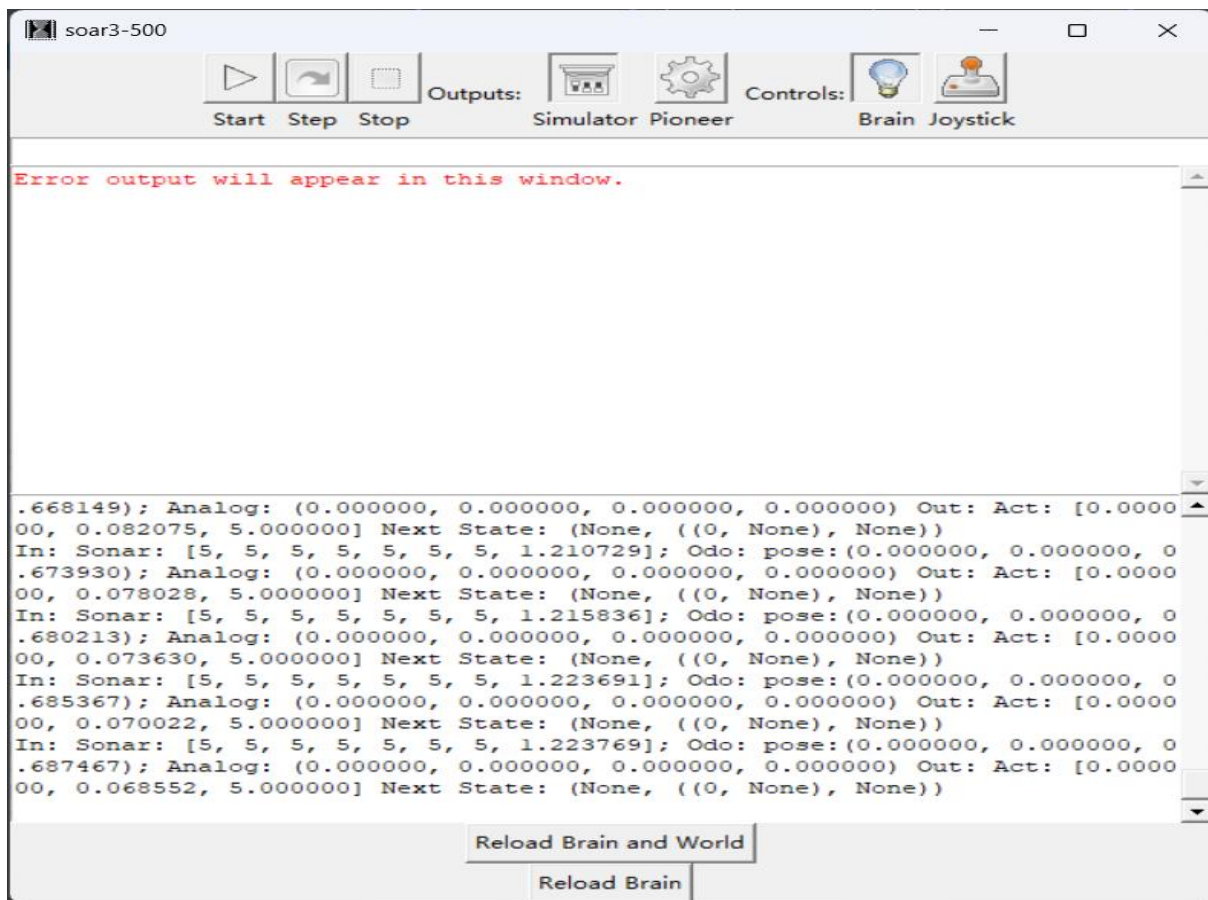 soar3-500
Outputs: Controls:
Start Step Stop Simulator Pioneer Brain Joystick
Error output will appear in this window.
.668149); Analog: (0.000000, 0.000000, 0.000000, 0.000000) Out: Act: [0.0000
00, 0.082075, 5.000000] Next State: (None, ((0, None), None))
In: Sonar: [5, 5, 5, 5, 5, 5, 5, 1.210729]; Odo: pose:(0.000000, 0.000000, 0
.673930); Analog: (0.000000, 0.000000, 0.000000, 0.000000) Out: Act: [0.0000
00, 0.078028, 5.000000] Next State: (None, ((0, None), None))
In: Sonar: [5, 5, 5, 5, 5, 5, 5, 1.215836]; Odo: pose:(0.000000, 0.000000, 0
.680213); Analog: (0.000000, 0.000000, 0.000000, 0.000000) Out: Act: [0.0000
00, 0.073630, 5.000000] Next State: (None, ((0, None), None))
In: Sonar: [5, 5, 5, 5, 5, 5, 5, 1.223691]; Odo: pose:(0.000000, 0.000000, 0
.685367); Analog: (0.000000, 0.000000, 0.000000, 0.000000) Out: Act: [0.0000
00, 0.070022, 5.000000] Next State: (None, ((0, None), None))
In: Sonar: [5, 5, 5, 5, 5, 5, 5, 1.223769]; Odo: pose:(0.000000, 0.000000, 0
.687467); Analog: (0.000000, 0.000000, 0.000000, 0.000000) Out: Act: [0.0000
00, 0.068552, 5.000000] Next State: (None, ((0, None), None))
Reload Brain and World
Reload Brain